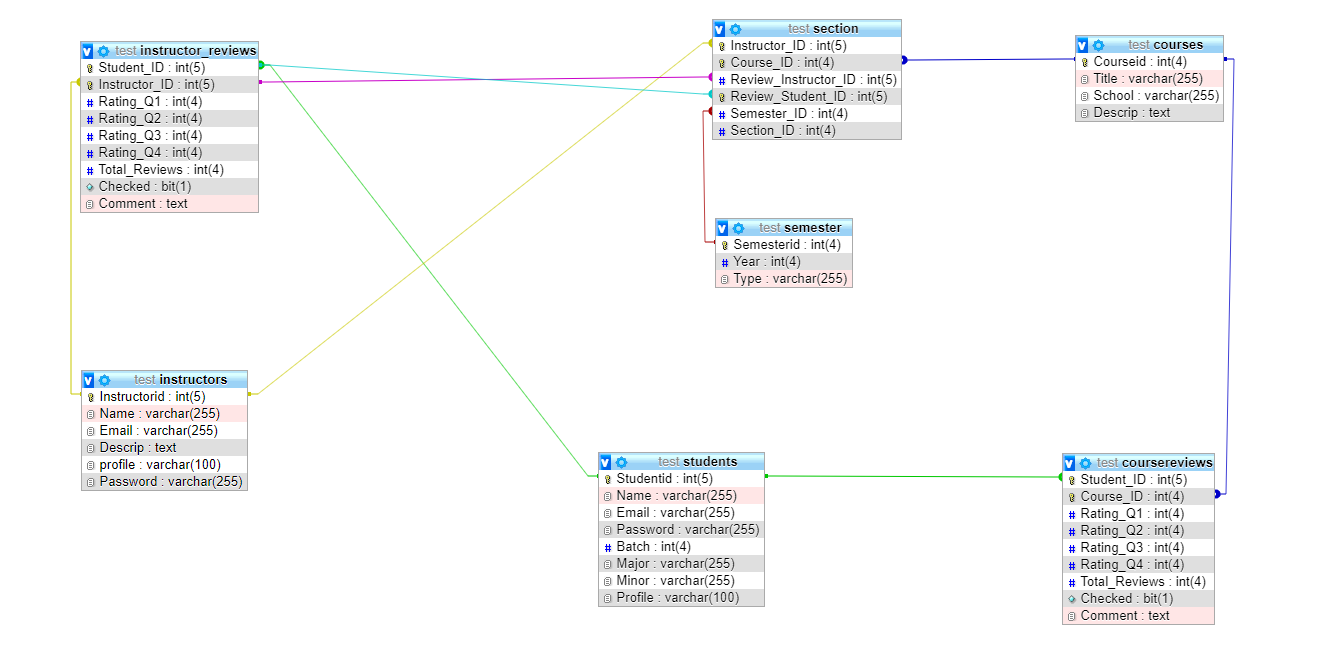 test instructor_reviews
Student_ID : int(5)
Instructor_ID : int(5)
# Rating_Q1 : int(4)
# Rating_Q2 : int(4)
# Rating_Q3 : int(4)
# Rating_Q4 : int(4)
# Total_Reviews : int(4)
Checked : bit(1)
Comment : text
test section
Instructor_ID : int(5)
Course_ID : int(4)
# Review_Instructor_ID : int(5)
Review_Student_ID : int(5)
# Semester_ID : int(4)
# Section_ID : int(4)
test courses
Courseid : int(4)
Title : varchar(255)
School : varchar(255)
Descrip : text
test semester
Semesterid : int(4)
# Year : int(4)
Type : varchar(255)
test instructors
Instructorid : int(5)
Name : varchar(255)
Email : varchar(255)
Descrip : text
profile : varchar(100)
Password : varchar(255)
test students
Studentid : int(5)
Name : varchar(255)
Email : varchar(255)
Password : varchar(255)
# Batch : int(4)
Major : varchar(255)
Minor : varchar(255)
Profile : varchar(100)
test coursereviews
Student_ID : int(5)
Course_ID : int(4)
# Rating_Q1 : int(4)
# Rating_Q2 : int(4)
# Rating_Q3 : int(4)
# Rating_Q4 : int(4)
# Total_Reviews : int(4)
Checked : bit(1)
Comment : text